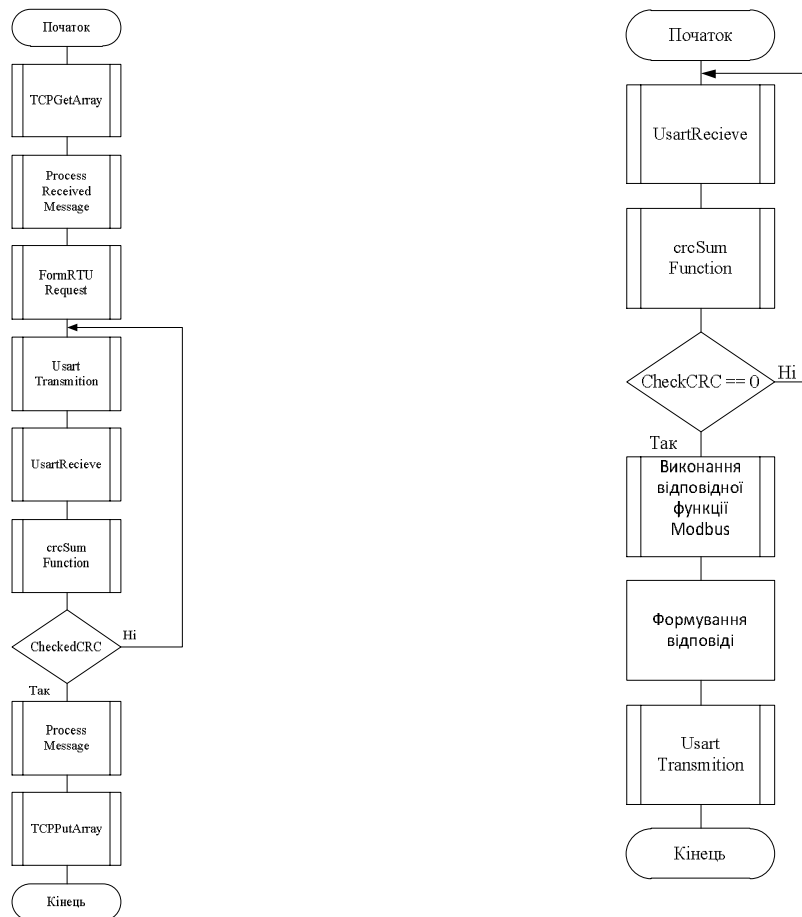 Початок
TCPGetArray
Process
Received
Message
FormRTU
Request
Usart
Transmition
UsartRecieve
crcSum
Function
CheckedCRC
Ні
Так
Process
Message
TCPPutArray
Кінець
Початок
UsartRecieve
crcSum
Function
CheckCRC == 0
Ні
Так
Виконання
відповідної
функції
Modbus
Формування
відповіді
Usart
Transmition
Кінець